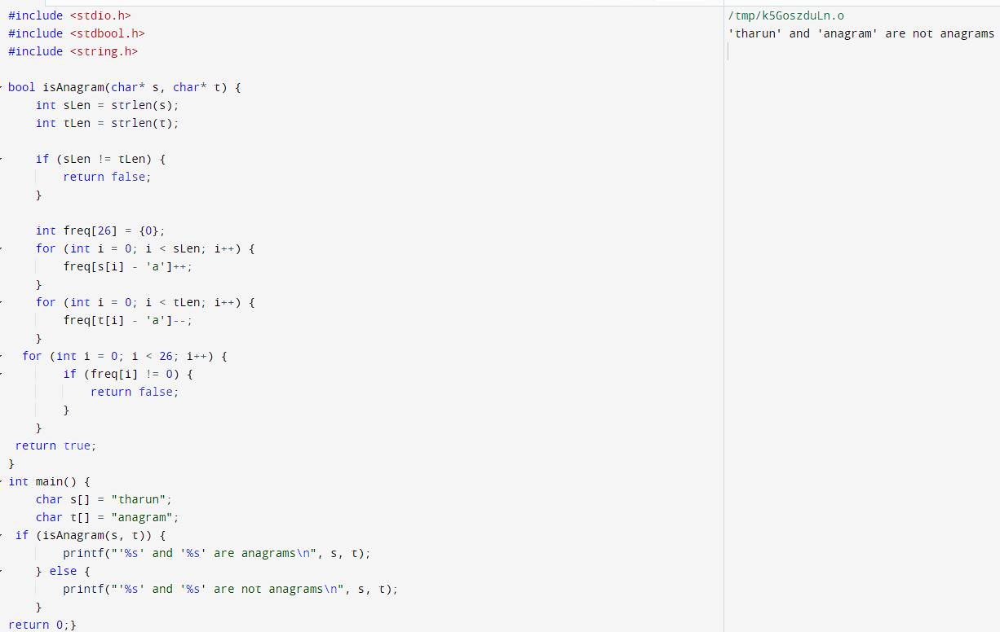 #include <stdio.h>
#include <stdbool.h>
#include <string.h>
bool isAnagram(char* s, char* t) {
    int sLen = strlen(s);
    int tLen = strlen(t);
    if (sLen != tLen) {
        return false;
    }
    int freq[26] = {0};
    for (int i = 0; i < sLen; i++) {
        freq[s[i] - 'a']++;
    }
    for (int i = 0; i < tLen; i++) {
        freq[t[i] - 'a']--;
    }
  for (int i = 0; i < 26; i++) {
        if (freq[i] != 0) {
            return false;
        }
    }
 return true;
}
int main() {
    char s[] = "tharun";
    char t[] = "anagram";
 if (isAnagram(s, t)) {
        printf("'%s' and '%s' are anagrams\n", s, t);
    } else {
        printf("'%s' and '%s' are not anagrams\n", s, t);
    }
return 0;}
/tmp/k5GoszduLn.o
'tharun' and 'anagram' are not anagrams